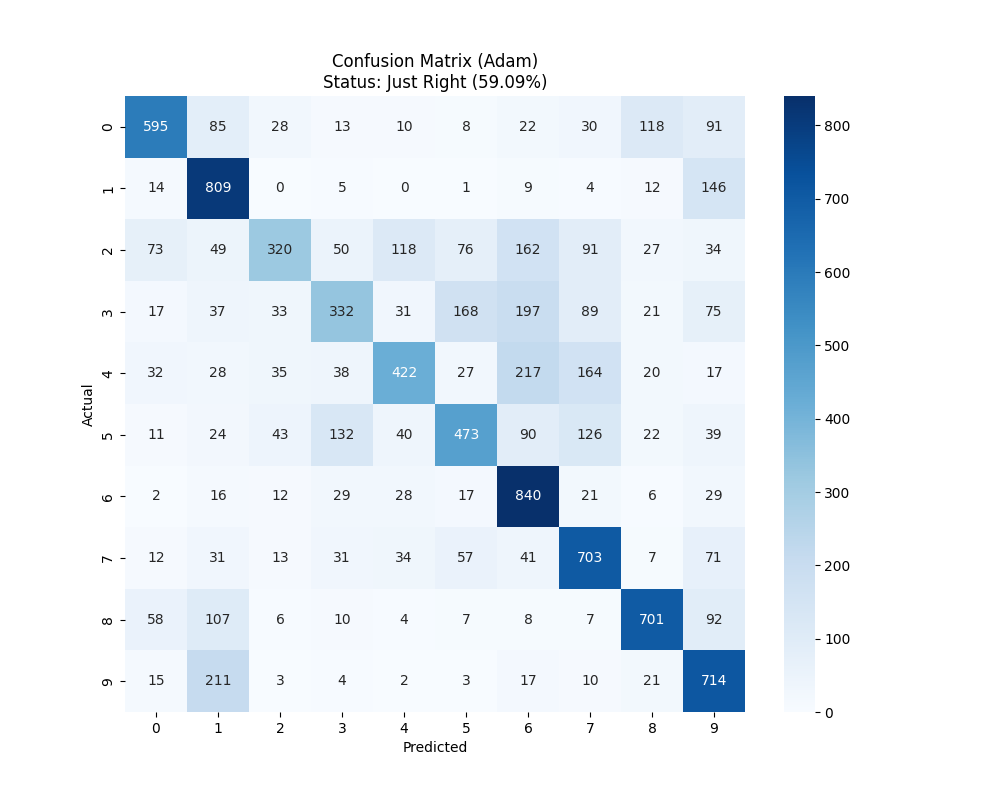 Confusion Matrix (Adam)
Status: Just Right (59.09%)
0 595 85 28 13 10 8 22 30 118 91
1 14 809 0 5 0 1 9 4 12 146
2 73 49 320 50 118 76 162 91 27 34
3 17 37 33 332 31 168 197 89 21 75
4 32 28 35 38 422 27 217 164 20 17
5 11 24 43 132 40 473 90 126 22 39
6 2 16 12 29 28 17 840 21 6 29
7 12 31 13 31 34 57 41 703 7 71
8 58 107 6 10 4 7 8 7 701 92
9 15 211 3 4 2 3 17 10 21 714
0 1 2 3 4 5 6 7 8 9
Predicted
Actual
800
700
600
500
400
300
200
100
0